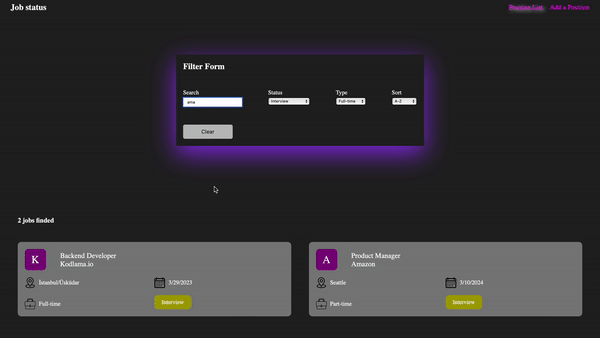 Job status
Position List Add a Position
Filter Form
Search Status Type Sort
ama Interview Full-time A-Z
Clear
2 jobs finded
K Backend Developer
Kodlama.io
İstanbul/Üsküdar 3/29/2023
Full-time Interview
A Product Manager
Amazon
Seattle 3/10/2024
Part-time Interview